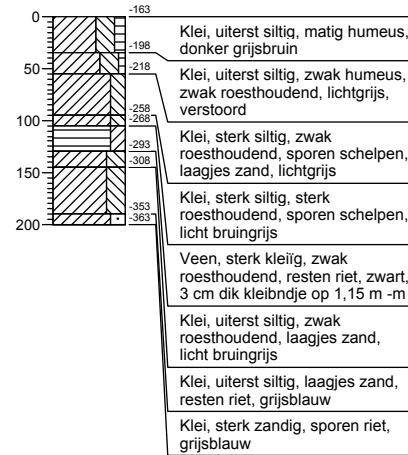 0
50
100
150
200
-163
-198
-218
-258
-268
-293
-308
-353
-363
Klei, uiterst siltig, matig humeus,
donker grijsbruin
Klei, uiterst siltig, zwak humeus,
zwak roesthoudend, lichtgrijs,
verstoord
Klei, sterk siltig, zwak
roesthoudend, sporen schelpen,
laagjes zand, lichtgrijs
Klei, sterk siltig, sterk
roesthoudend, sporen schelpen,
licht bruingrijs
Veen, sterk kleiïg, zwak
roesthoudend, resten riet, zwart,
3 cm dik kleibndje op 1,15 m -m
Klei, uiterst siltig, zwak
roesthoudend, laagjes zand,
licht bruingrijs
Klei, uiterst siltig, laagjes zand,
resten riet, grijsblauw
Klei, sterk zandig, sporen riet,
grijsblauw